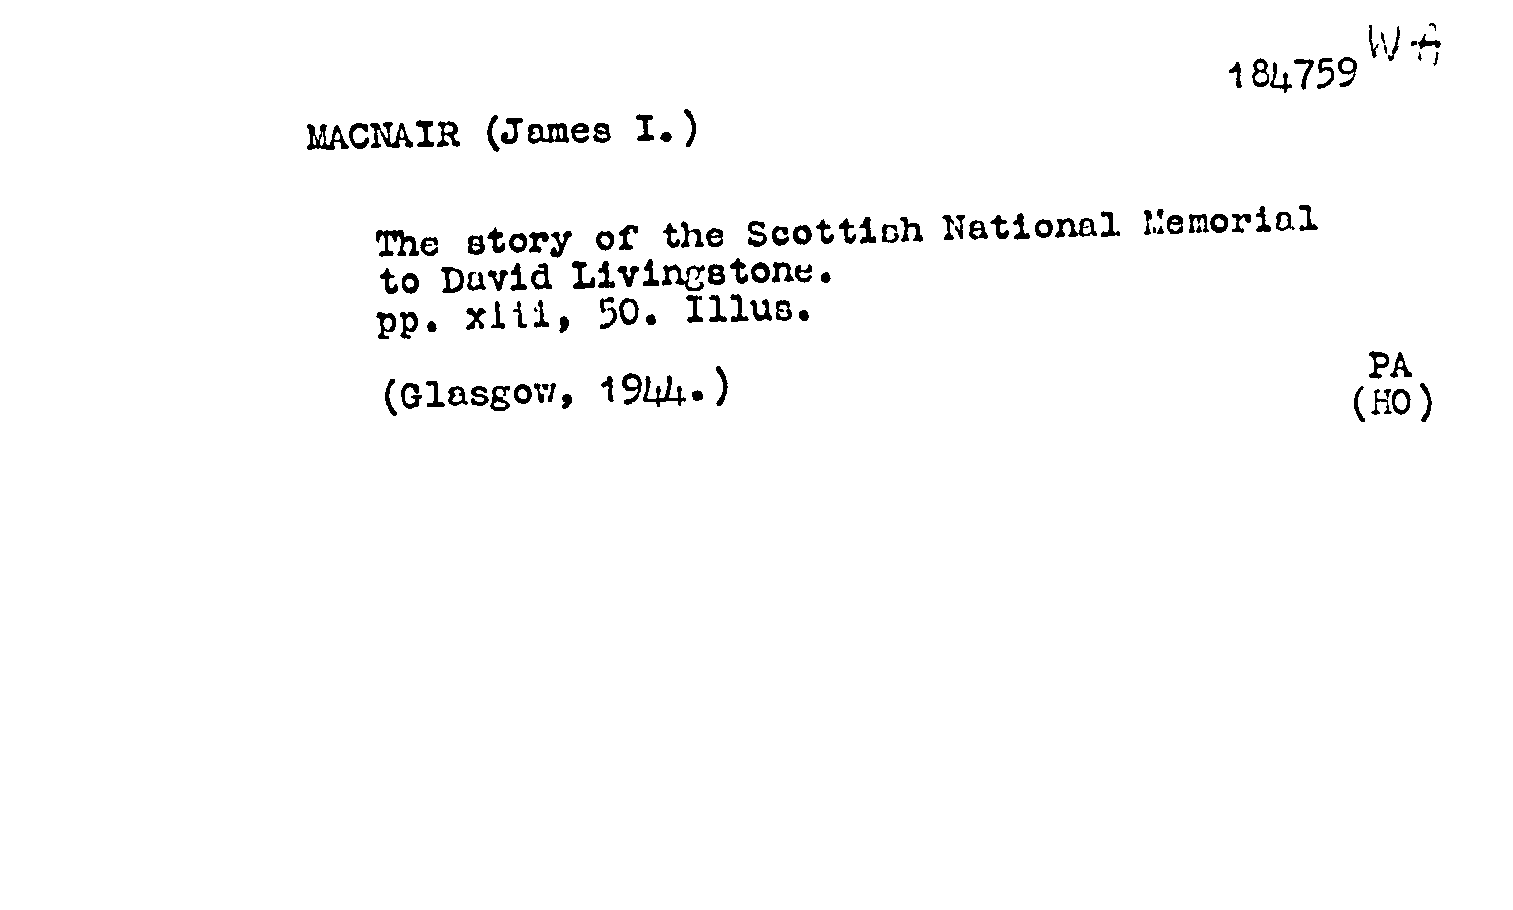 184759 WA
MACNAIR (James I.)
The story of the Scottish National Memorial
to David Livingstone.
pp. xiii, 50. Illus.
(Glasgow, 1944.)
PA
(HO)